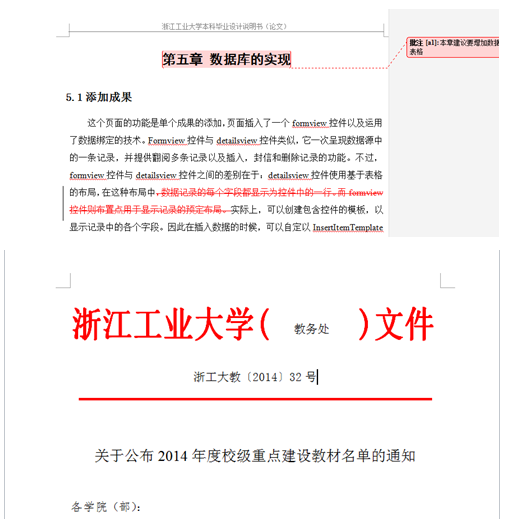 浙江工业大学本科毕业设计说明书（论文）
第五章 数据库的实现
批注 [a1]:本章建议要增加数据
表格
5.1添加成果
这个页面的功能是单个成果的添加，页面插入了一个 formview 控件以及运用
了数据绑定的技术。Formview 控件与 detailsview 控件类似，它一次呈现数据源中
的一条记录，并提供翻阅多条记录以及插入，封信和删除记录的功能。不过，
formview 控件与 detailsview 控件之间的差别在于：detailsview 控件使用基于表格
的布局，在这种布局中，数据记录的每个字段都显示为控件中的一行。而 formview
控件则布置点用于显示记录的预定布局。实际上，可以创建包含控件的模板，以
显示记录中的各个字段。因此在插入数据的时候，可以自定以 InsertItemTemplate
浙江工业大学( 教务处 )文件
浙工大教〔2014〕32 号
关于公布 2014 年度校级重点建设教材名单的通知
各学院（部）：